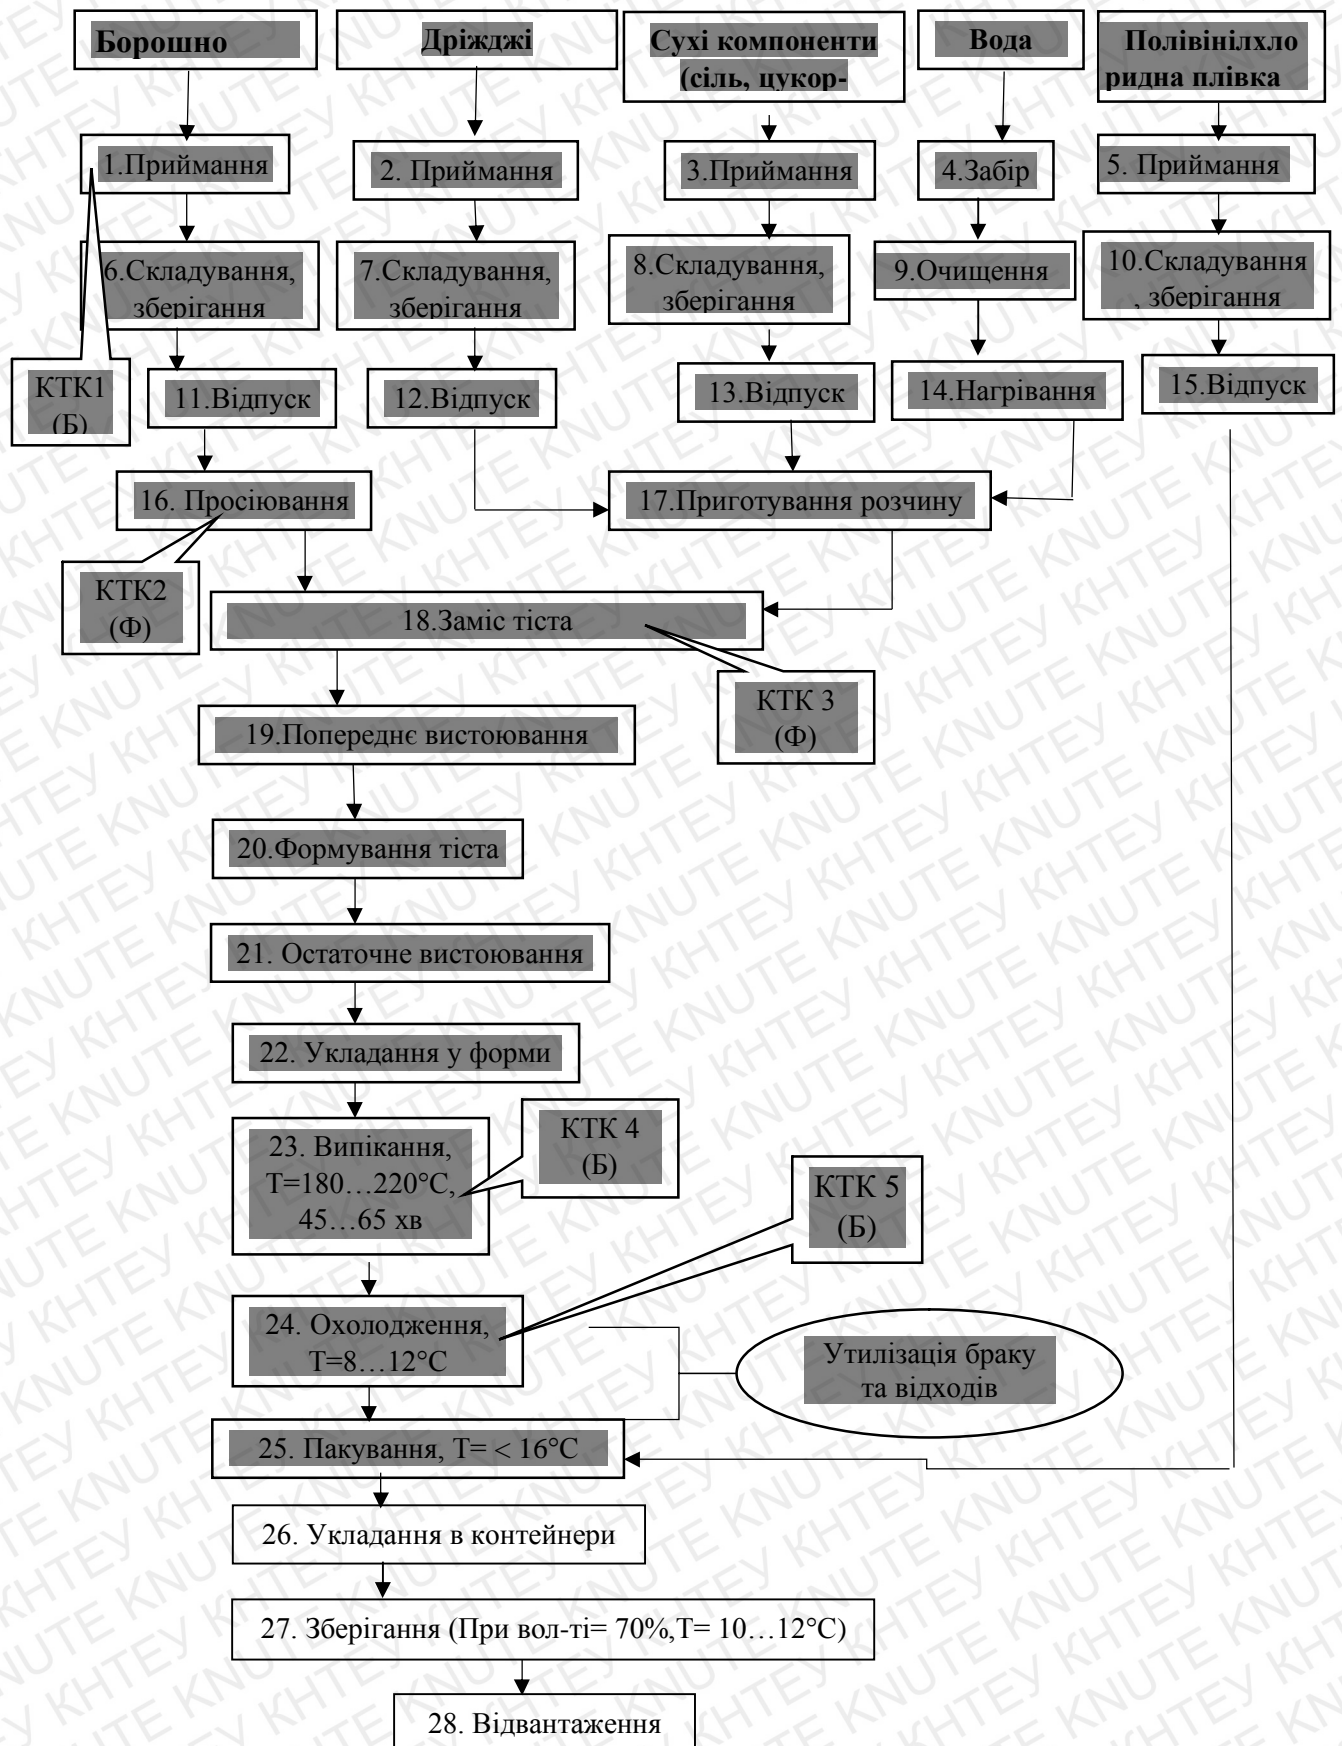 Борошно
Дріжджі
Сухі компоненти
(сіль, цукор-
Вода
Полівінілхло
ридна плівка
1.Приймання
2. Приймання
3.Приймання
4.Забір
5. Приймання
6.Складування,
зберігання
7.Складування,
зберігання
8.Складування,
зберігання
9.Очищення
10.Складування
, зберігання
КТК1
(Б)
11.Відпуск
12.Відпуск
13.Відпуск
14.Нагрівання
15.Відпуск
16. Просіювання
17.Приготування розчину
КТК2
(Ф)
18.Заміс тіста
КТК 3
(Ф)
19.Попереднє вистоювання
20.Формування тіста
21. Остаточне вистоювання
22. Укладання у форми
23. Випікання,
Т=180…220°С,
45…65 хв
КТК 4
(Б)
КТК 5
(Б)
24. Охолодження,
Т=8…12°С
Утилізація браку
та відходів
25. Пакування, Т= < 16°С
26. Укладання в контейнери
27. Зберігання (При вол-ті= 70%,Т= 10…12°С)
28. Відвантаження